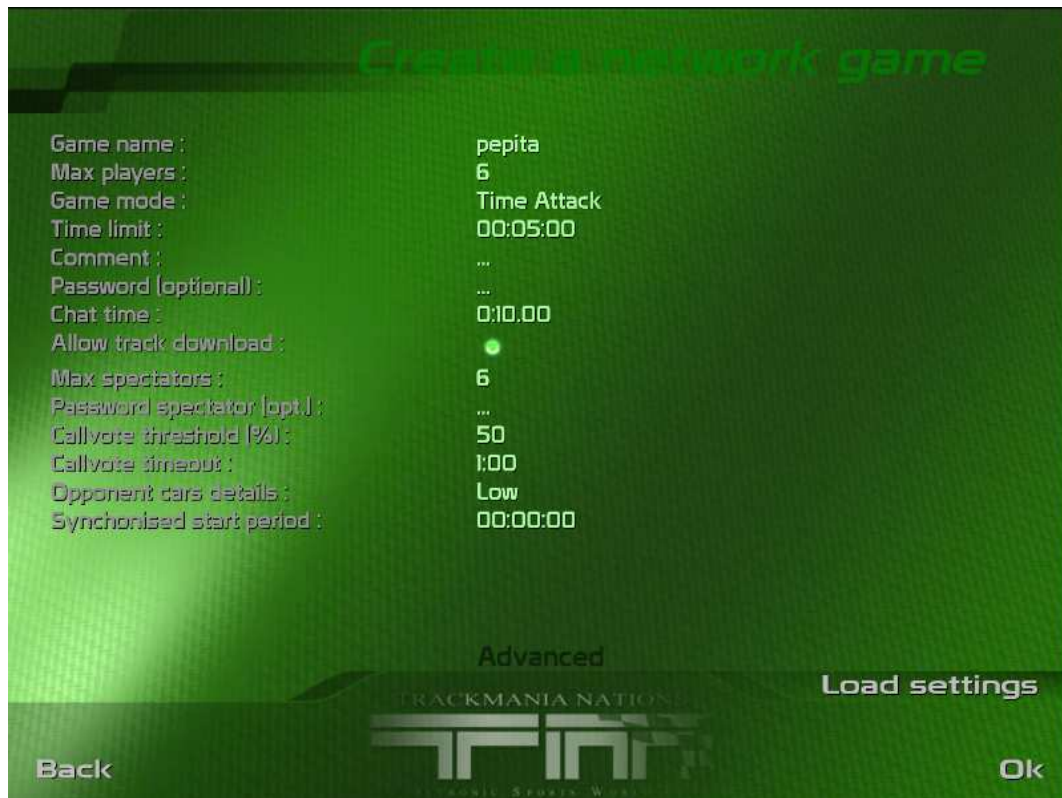 Create a network game
Game name : pepita
Max players : 6
Game mode : Time Attack
Time limit : 00:05:00
Comment : ...
Password (optional) : ...
Chat time : 0:10.00
Allow track download :
Max spectators : 6
Password spectator (opt.) : ...
Callvote threshold (%) : 50
Callvote timeout : 1:00
Opponent cars details : Low
Synchonised start period : 00:00:00
Advanced
Load settings
TRACKMANIA NATIONS
Back
Ok